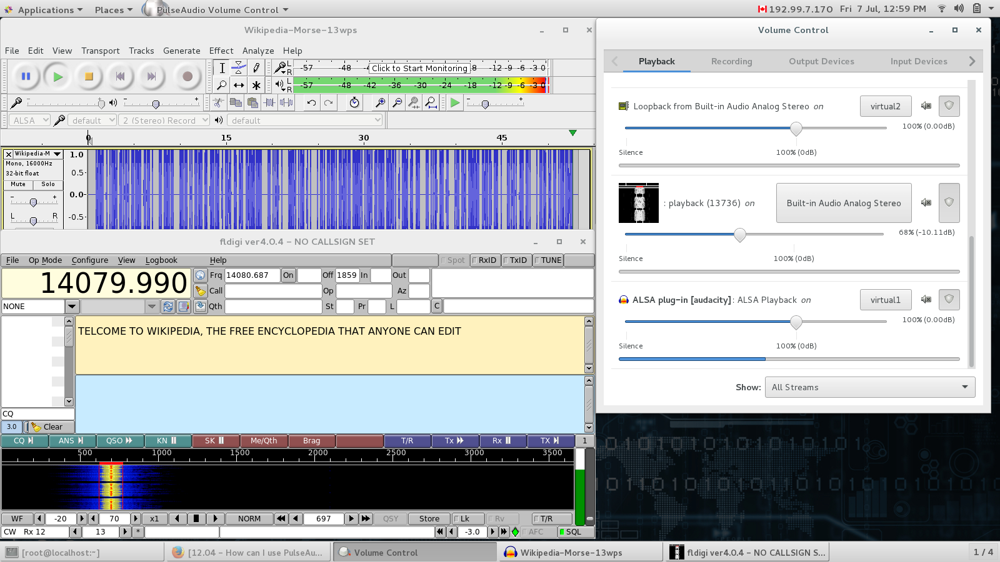 Applications Places PulseAudio Volume Control 192.99.7.170 Fri 7 Jul, 12:59 PM
Wikipedia-Morse-13wps
File Edit View Transport Tracks Generate Effect Analyze Help
L R -57 -48 -4 Click to Start Monitoring -8 -12 -9 -6 -3 0
L R -57 -48 -42 -36 -30 -24 -18 -12 -9 -6 -3 0
- + - + - +
ALSA default 2 (Stereo) Record default
0 15 30 45
Wikipedia-M 1.0
Mono, 16000Hz
32-bit float 0.5-
Mute Solo
- + 0.0-
L R -0.5-
fldigi ver4.0.4 - NO CALLSIGN SET
File Op Mode Configure View Logbook Help Spot RxID TxID TUNE
14079.990 Frq 14080.687 On Off 1859 In Out
Call Op Az
NONE Qth St Pr L C
TELCOME TO WIKIPEDIA, THE FREE ENCYCLOPEDIA THAT ANYONE CAN EDIT
CQ
3.0 Clear
CQ ANS QSO KN SK Me/Qth Brag T/R Tx Rx TX 1
500 1000 1500 2000 2500 3000 3500
WF -20 70 x1 NORM 697 QSY Store Lk Rv T/R
CW Rx 12 13 * -3.0 AFC SQL
Volume Control
Playback Recording Output Devices Input Devices
Loopback from Built-in Audio Analog Stereo on virtual2
100% (0.00dB)
Silence 100% (0dB)
: playback (13736) on Built-in Audio Analog Stereo
68% (-10.11dB)
Silence 100% (0dB)
ALSA plug-in [audacity]: ALSA Playback on virtual1
100% (0.00dB)
Silence 100% (0dB)
Show: All Streams
[root@localhost:~] [12.04 - How can I use PulseAu... Volume Control Wikipedia-Morse-13wps fldigi ver4.0.4 - NO CALLSIGN S... 1 / 4